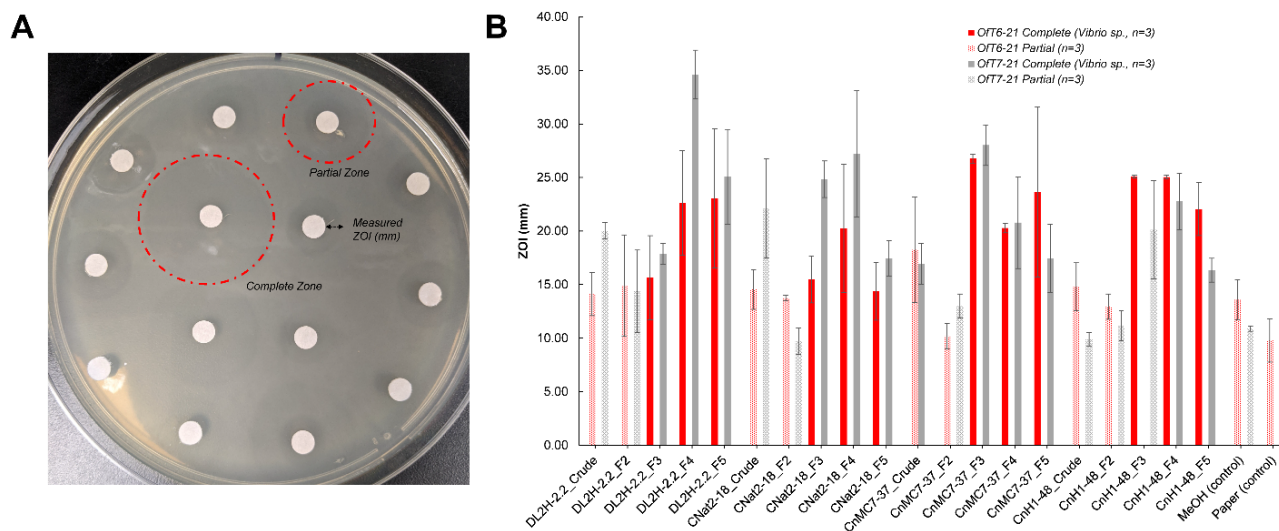 A
Partial Zone
Measured
ZOI (mm)
Complete Zone
B
40.00
35.00
30.00
25.00
20.00
15.00
10.00
5.00
0.00
ZOI (mm)
OfT6-21 Complete (Vibrio sp., n=3)
OfT6-21 Partial (n=3)
OfT7-21 Complete (Vibrio sp., n=3)
OfT7-21 Partial (n=3)
DL2H-2.2_Crude
DL2H-2.2_F2
DL2H-2.2_F3
DL2H-2.2_F4
DL2H-2.2_F5
CNat2-18_Crude
CNat2-18_F2
CNat2-18_F3
CNat2-18_F4
CNat2-18_F5
CnMC7-37_Crude
CnMC7-37_F2
CnMC7-37_F3
CnMC7-37_F4
CnMC7-37_F5
CnH1-48_Crude
CnH1-48_F2
CnH1-48_F3
CnH1-48_F4
CnH1-48_F5
MeOH (control)
Paper (control)